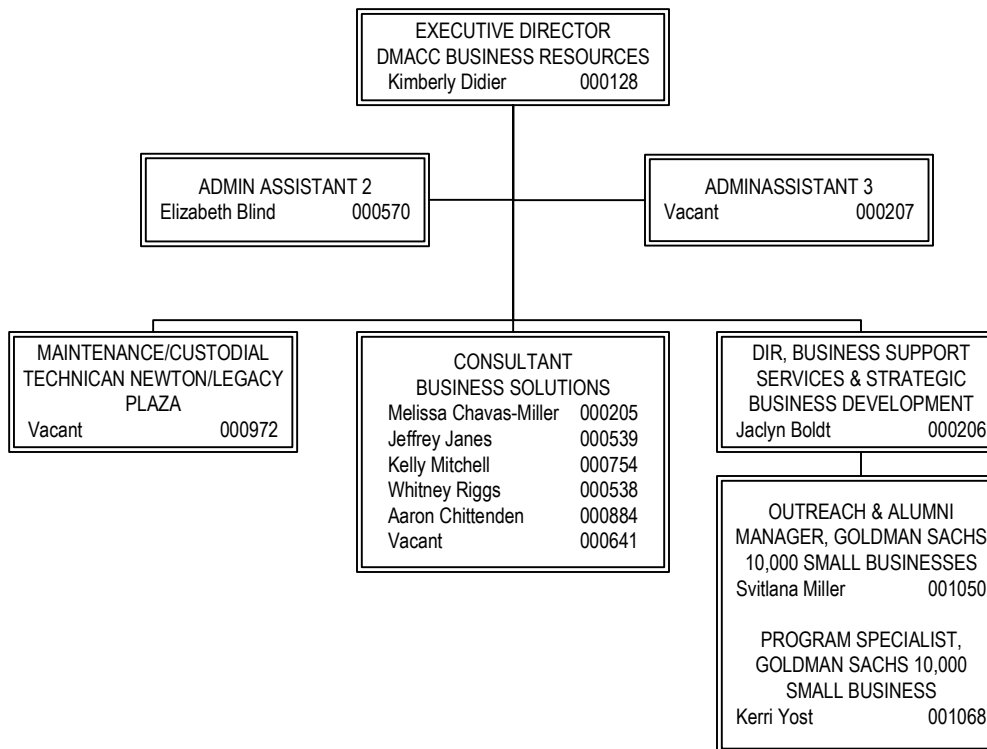 EXECUTIVE DIRECTOR
DMACC BUSINESS RESOURCES
Kimberly Didier 000128
ADMIN ASSISTANT 2
Elizabeth Blind 000570
ADMINASSISTANT 3
Vacant 000207
MAINTENANCE/CUSTODIAL
TECHNICAN NEWTON/LEGACY
PLAZA
Vacant 000972
CONSULTANT
BUSINESS SOLUTIONS
Melissa Chavas-Miller 000205
Jeffrey Janes 000539
Kelly Mitchell 000754
Whitney Riggs 000538
Aaron Chittenden 000884
Vacant 000641
DIR, BUSINESS SUPPORT
SERVICES & STRATEGIC
BUSINESS DEVELOPMENT
Jaclyn Boldt 000206
OUTREACH & ALUMNI
MANAGER, GOLDMAN SACHS
10,000 SMALL BUSINESSES
Svitlana Miller 001050
PROGRAM SPECIALIST,
GOLDMAN SACHS 10,000
SMALL BUSINESS
Kerri Yost 001068